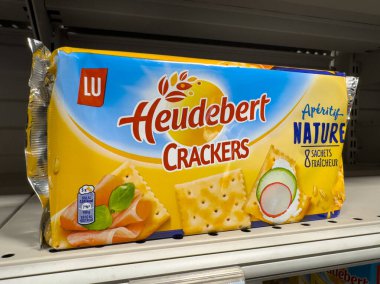 LU
Heudebert
CRACKERS
Apéritif
NATURE
8 SACHETS
FRAÎCHEUR